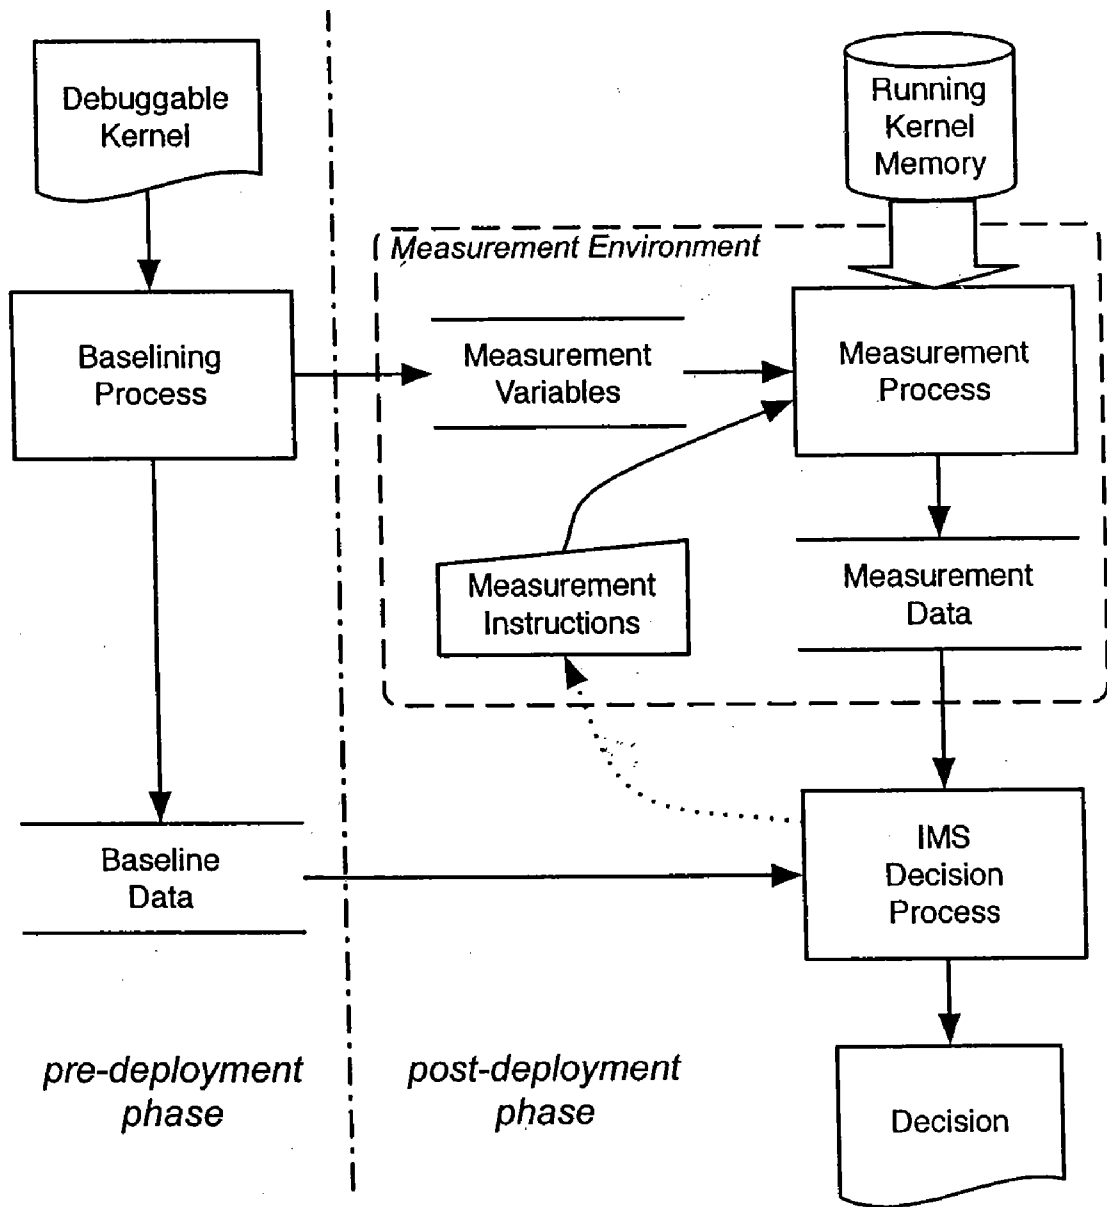 Debuggable
Kernel
Running
Kernel
Memory
Measurement Environment
Baselining
Process
Measurement
Variables
Measurement
Process
Measurement
Instructions
Measurement
Data
Baseline
Data
IMS
Decision
Process
pre-deployment
phase
post-deployment
phase
Decision